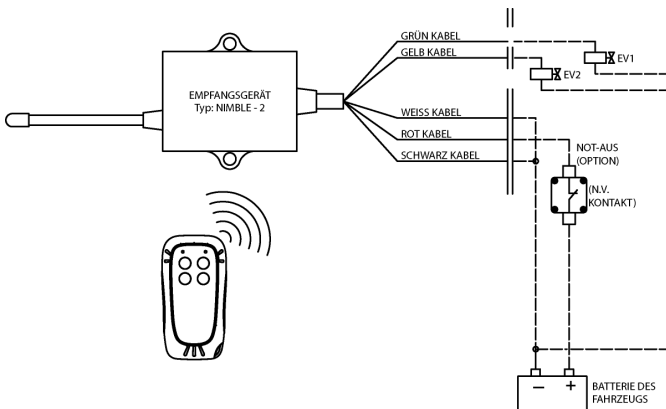 GRÜN KABEL
GELB KABEL
EV1
EV2
EMPFANGSGERÄT
Typ: NIMBLE - 2
WEISS KABEL
ROT KABEL
SCHWARZ KABEL
NOT-AUS
(OPTION)
(N.V.
KONTAKT)
− +
BATTERIE DES
FAHRZEUGS